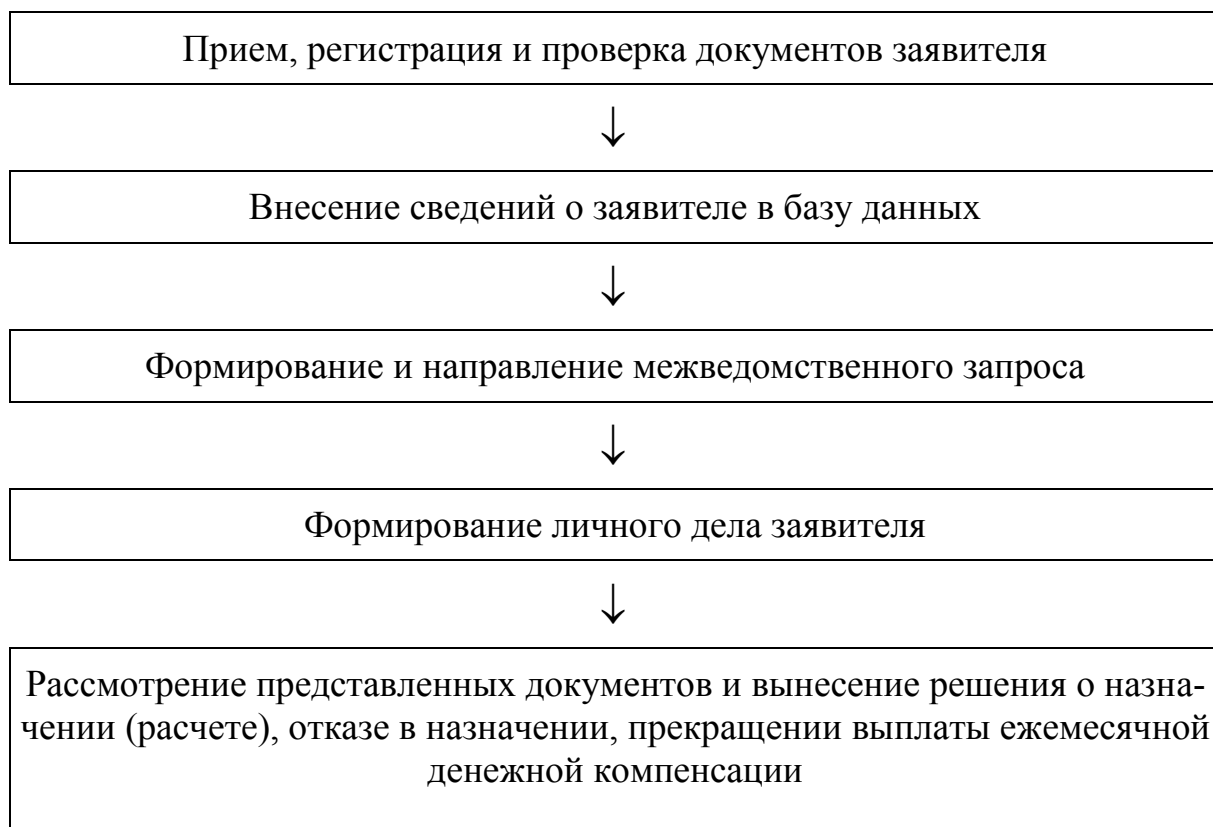 Прием, регистрация и проверка документов заявителя
↓
Внесение сведений о заявителе в базу данных
↓
Формирование и направление межведомственного запроса
↓
Формирование личного дела заявителя
↓
Рассмотрение представленных документов и вынесение решения о назна-
чении (расчете), отказе в назначении, прекращении выплаты ежемесячной
денежной компенсации